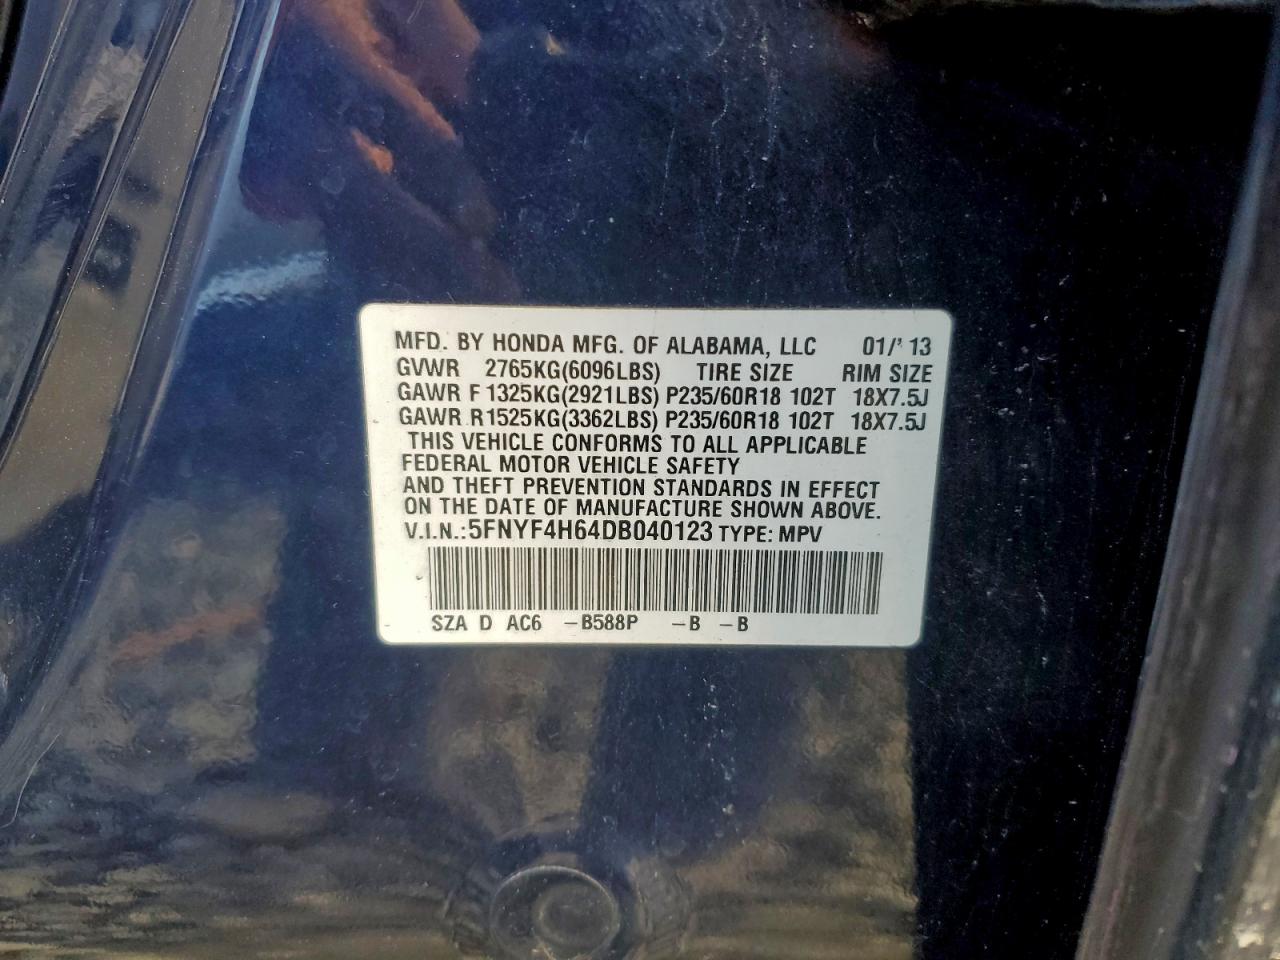 MFD. BY HONDA MFG. OF ALABAMA, LLC 01/' 13
GVWR 2765KG(6096LBS) TIRE SIZE RIM SIZE
GAWR F 1325KG(2921LBS) P235/60R18 102T 18X7.5J
GAWR R1525KG(3362LBS) P235/60R18 102T 18X7.5J
THIS VEHICLE CONFORMS TO ALL APPLICABLE
FEDERAL MOTOR VEHICLE SAFETY
AND THEFT PREVENTION STANDARDS IN EFFECT
ON THE DATE OF MANUFACTURE SHOWN ABOVE.
V.I.N.:5FNYF4H64DB040123 TYPE: MPV
SZA D AC6 -B588P -B -B